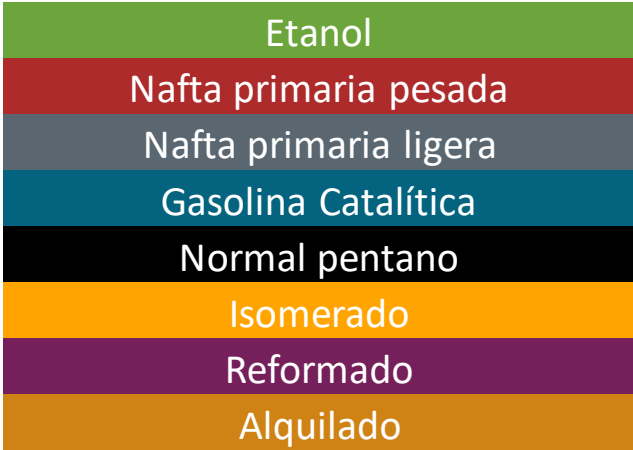 Etanol
Nafta primaria pesada
Nafta primaria ligera
Gasolina Catalítica
Normal pentano
Isomerado
Reformado
Alquilado